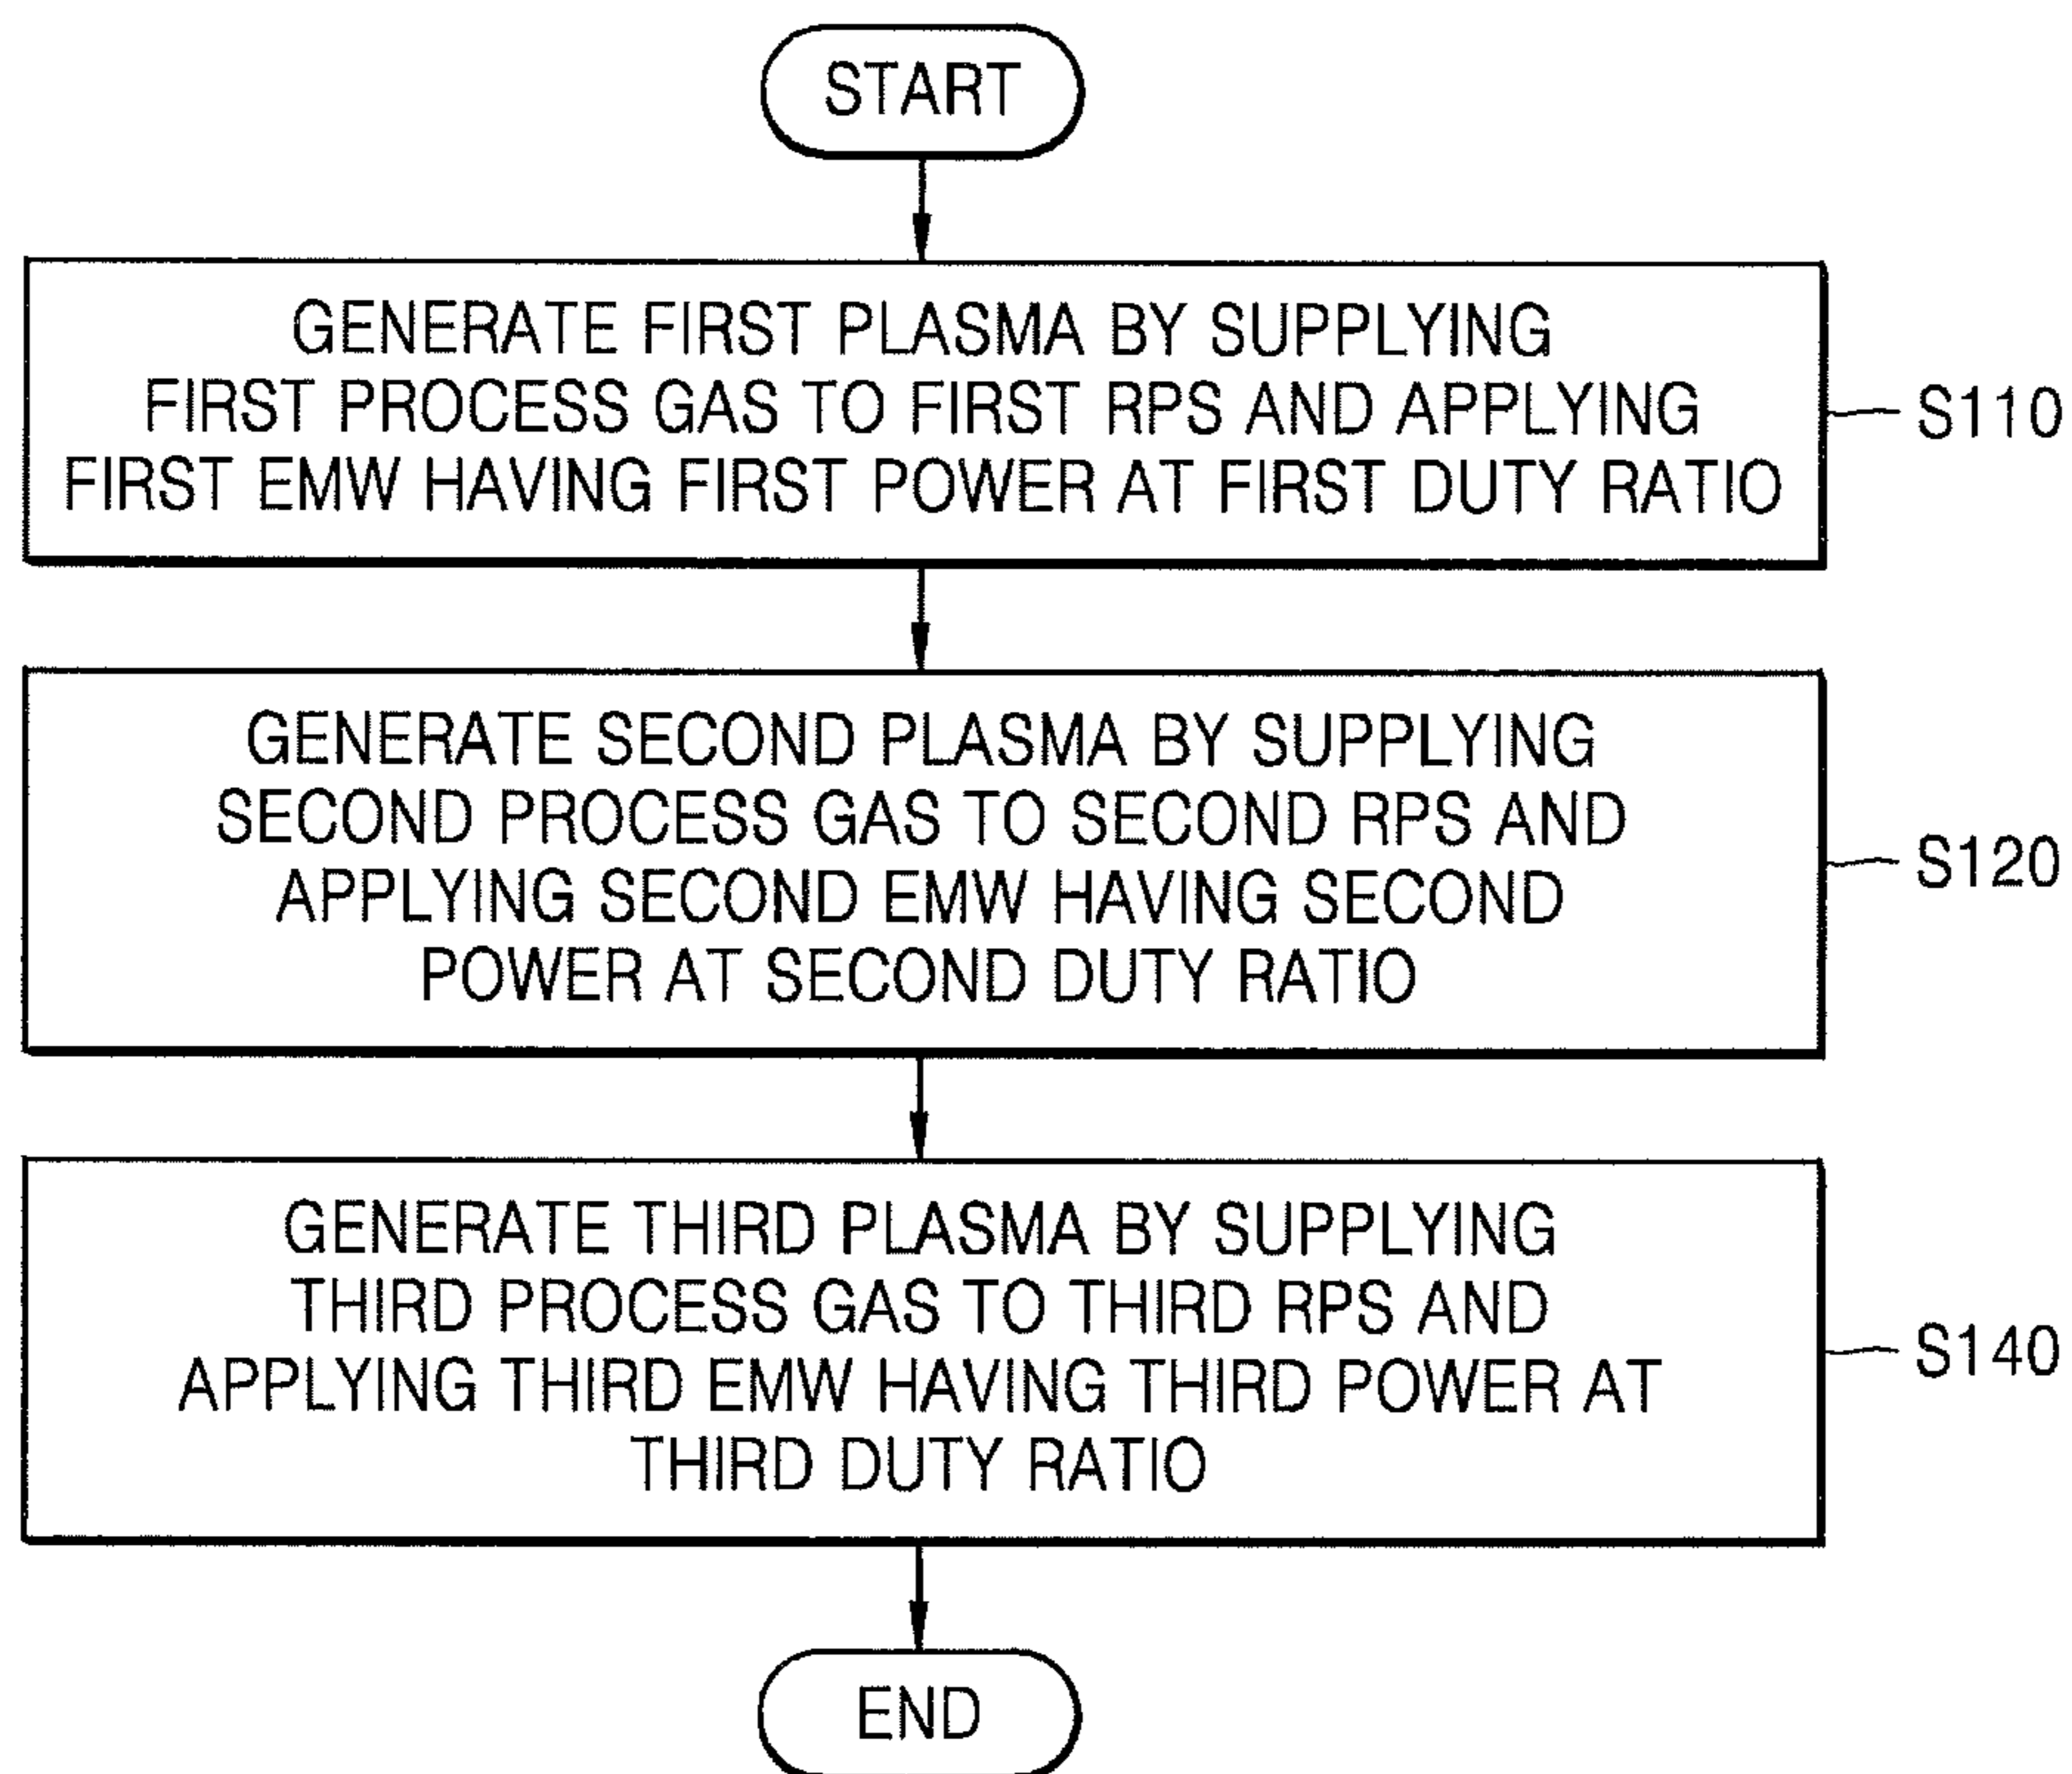 START
GENERATE FIRST PLASMA BY SUPPLYING
FIRST PROCESS GAS TO FIRST RPS AND APPLYING
FIRST EMW HAVING FIRST POWER AT FIRST DUTY RATIO
S110
GENERATE SECOND PLASMA BY SUPPLYING
SECOND PROCESS GAS TO SECOND RPS AND
APPLYING SECOND EMW HAVING SECOND
POWER AT SECOND DUTY RATIO
S120
GENERATE THIRD PLASMA BY SUPPLYING
THIRD PROCESS GAS TO THIRD RPS AND
APPLYING THIRD EMW HAVING THIRD POWER AT
THIRD DUTY RATIO
S140
END